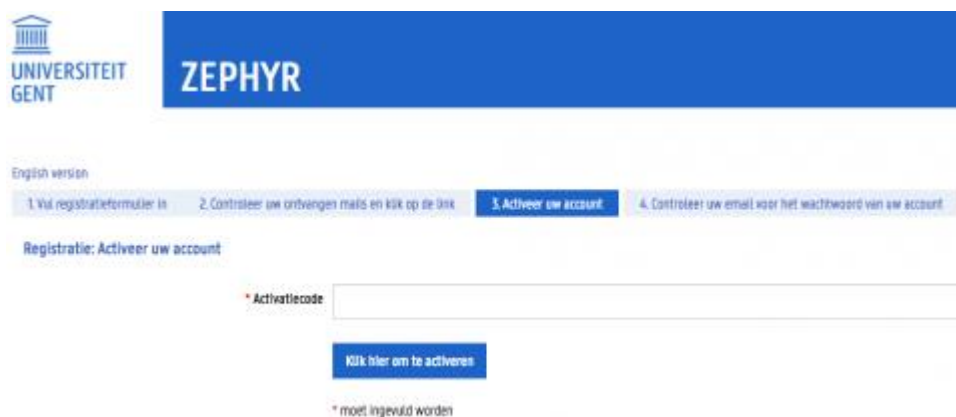 UNIVERSITEIT
GENT
ZEPHYR
English version
1. Vul registratieformulier in 2. Controleer uw ontvangen mails en klik op de link 3. Activeer uw account 4. Controleer uw email voor het wachtwoord van uw account
Registratie: Activeer uw account
* Activatiecode
Klik hier om te activeren
* moet ingevuld worden